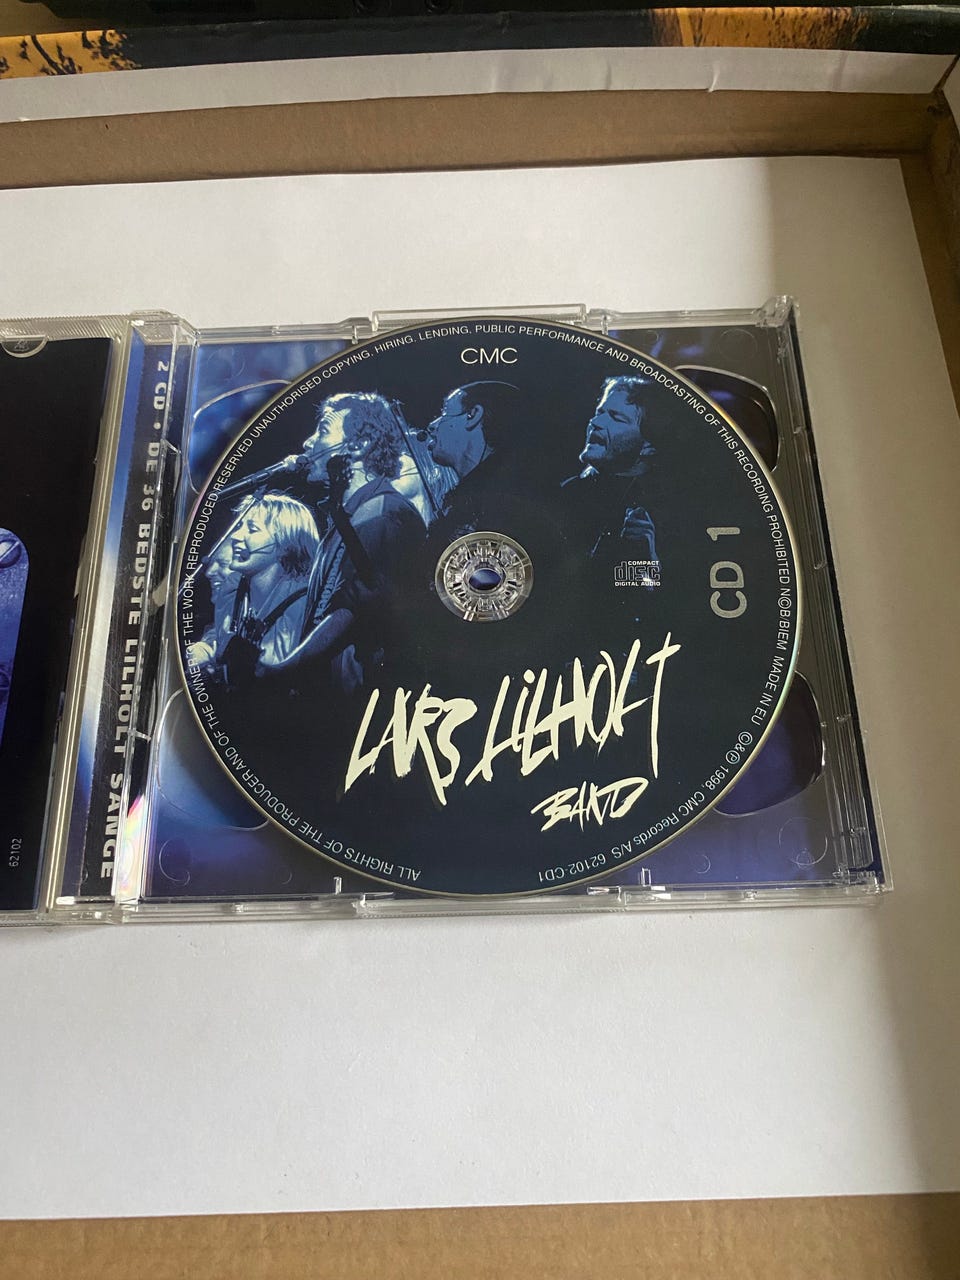 CMC
UNAUTHORISED COPYING, HIRING, LENDING, PUBLIC PERFORMANCE AND BROADCASTING OF THIS RECORDING PROHIBITED N©B/BIEM MADE IN EU ©&℗ 1998 CMC Records A/S 62102-CD1
ALL RIGHTS OF THE PRODUCER AND OF THE OWNER OF THE WORK REPRODUCED RESERVED
COMPACT
disc
DIGITAL AUDIO
CD 1
LARS LILHOLT
BAND
2 CD • DE 36 BEDSTE LILHOLT SANGE
62102